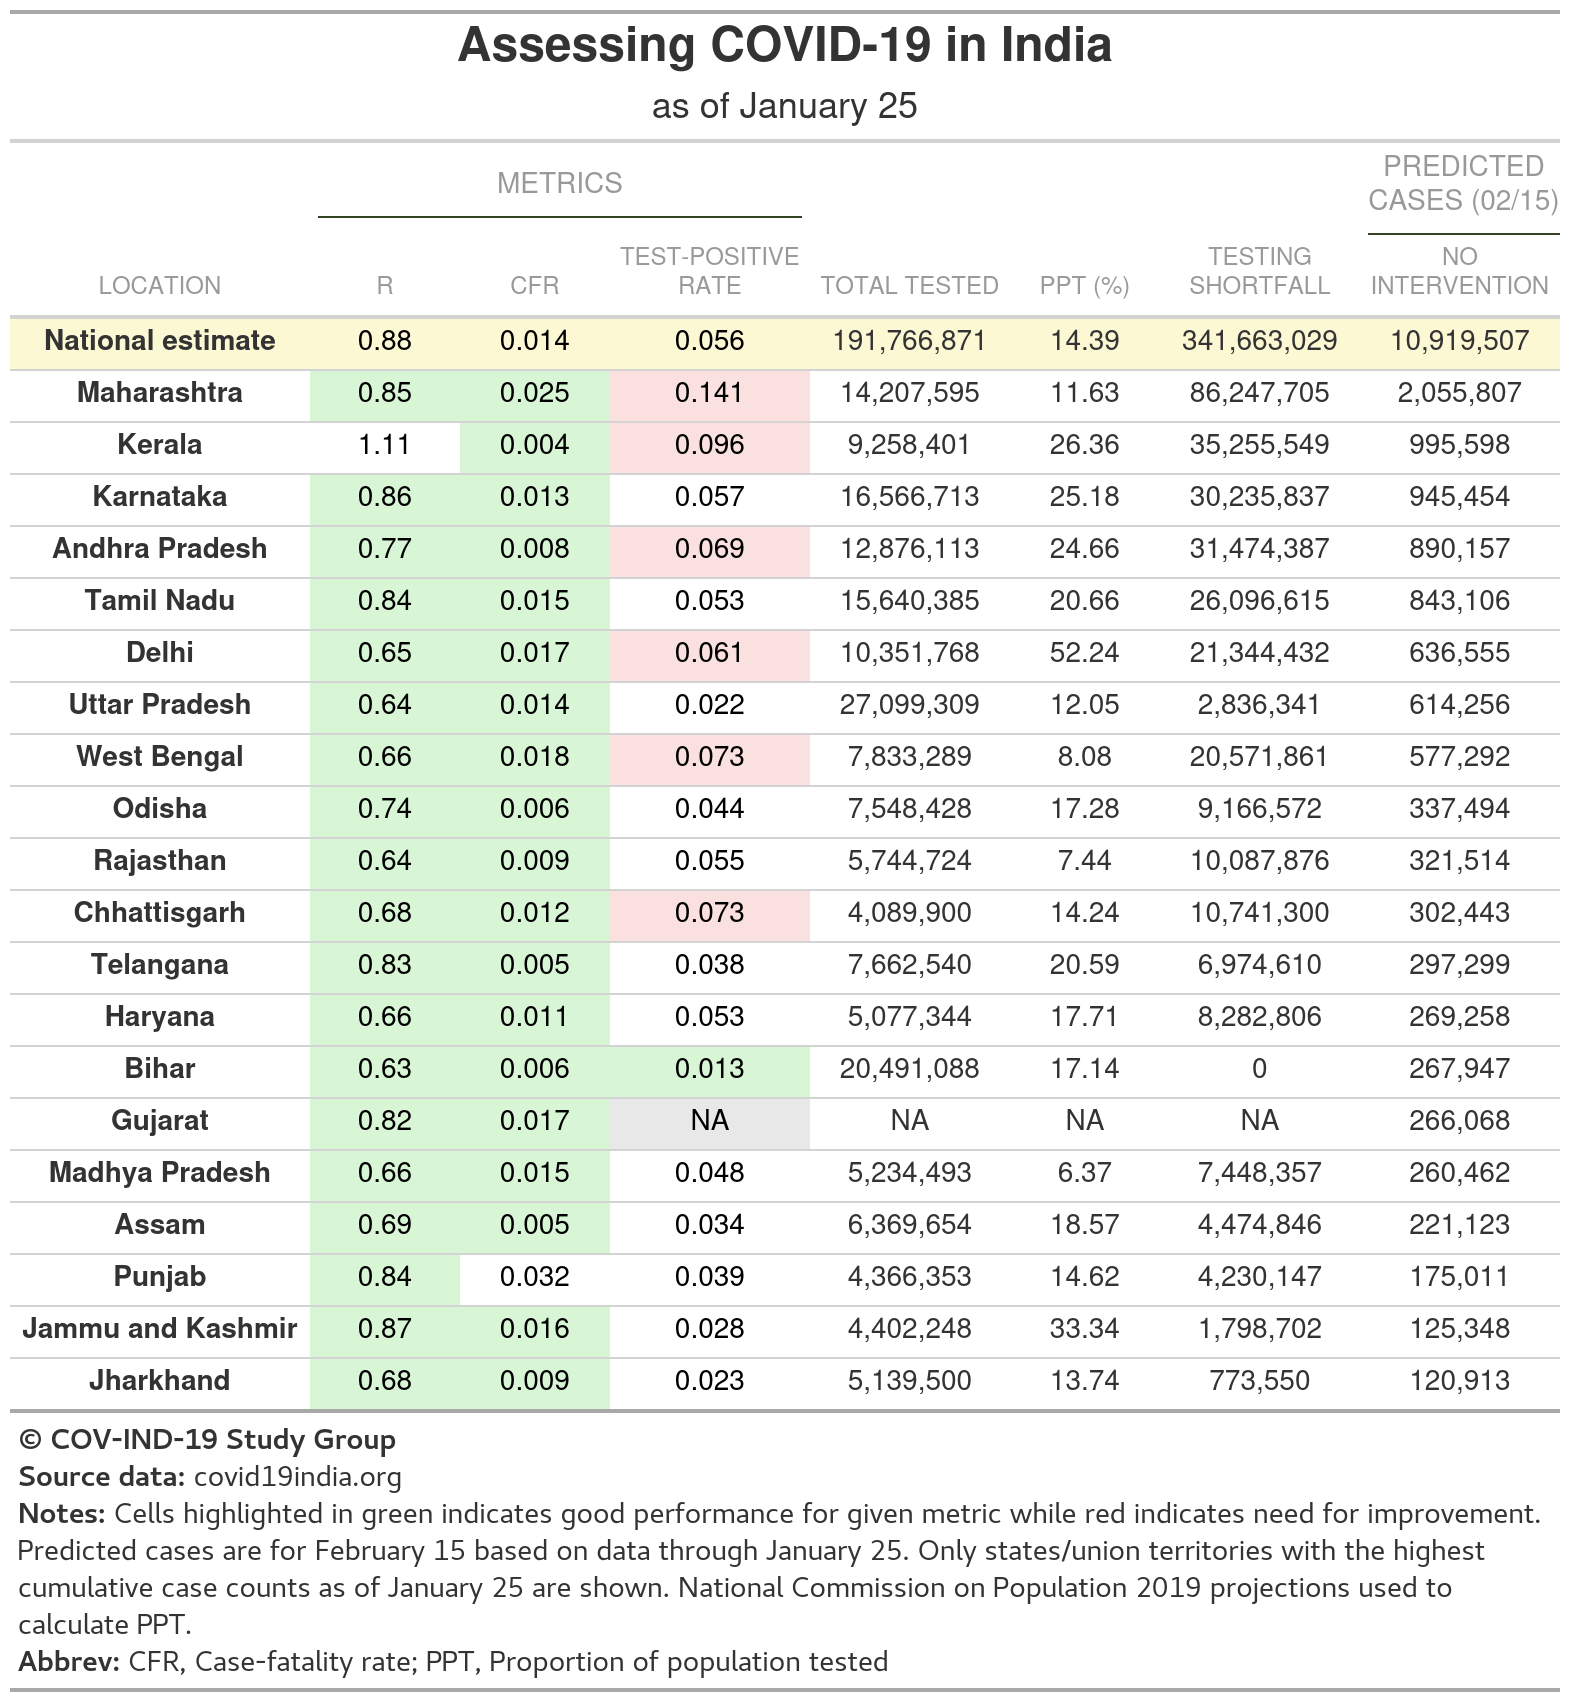 Assessing COVID-19 in India
as of January 25
METRICS
PREDICTED
CASES (02/15)
LOCATION R CFR TEST-POSITIVE RATE TOTAL TESTED PPT (%) TESTING SHORTFALL NO INTERVENTION
National estimate 0.88 0.014 0.056 191,766,871 14.39 341,663,029 10,919,507
Maharashtra 0.85 0.025 0.141 14,207,595 11.63 86,247,705 2,055,807
Kerala 1.11 0.004 0.096 9,258,401 26.36 35,255,549 995,598
Karnataka 0.86 0.013 0.057 16,566,713 25.18 30,235,837 945,454
Andhra Pradesh 0.77 0.008 0.069 12,876,113 24.66 31,474,387 890,157
Tamil Nadu 0.84 0.015 0.053 15,640,385 20.66 26,096,615 843,106
Delhi 0.65 0.017 0.061 10,351,768 52.24 21,344,432 636,555
Uttar Pradesh 0.64 0.014 0.022 27,099,309 12.05 2,836,341 614,256
West Bengal 0.66 0.018 0.073 7,833,289 8.08 20,571,861 577,292
Odisha 0.74 0.006 0.044 7,548,428 17.28 9,166,572 337,494
Rajasthan 0.64 0.009 0.055 5,744,724 7.44 10,087,876 321,514
Chhattisgarh 0.68 0.012 0.073 4,089,900 14.24 10,741,300 302,443
Telangana 0.83 0.005 0.038 7,662,540 20.59 6,974,610 297,299
Haryana 0.66 0.011 0.053 5,077,344 17.71 8,282,806 269,258
Bihar 0.63 0.006 0.013 20,491,088 17.14 0 267,947
Gujarat 0.82 0.017 NA NA NA NA 266,068
Madhya Pradesh 0.66 0.015 0.048 5,234,493 6.37 7,448,357 260,462
Assam 0.69 0.005 0.034 6,369,654 18.57 4,474,846 221,123
Punjab 0.84 0.032 0.039 4,366,353 14.62 4,230,147 175,011
Jammu and Kashmir 0.87 0.016 0.028 4,402,248 33.34 1,798,702 125,348
Jharkhand 0.68 0.009 0.023 5,139,500 13.74 773,550 120,913
© COV-IND-19 Study Group
Source data: covid19india.org
Notes: Cells highlighted in green indicates good performance for given metric while red indicates need for improvement.
Predicted cases are for February 15 based on data through January 25. Only states/union territories with the highest
cumulative case counts as of January 25 are shown. National Commission on Population 2019 projections used to
calculate PPT.
Abbrev: CFR, Case-fatality rate; PPT, Proportion of population tested